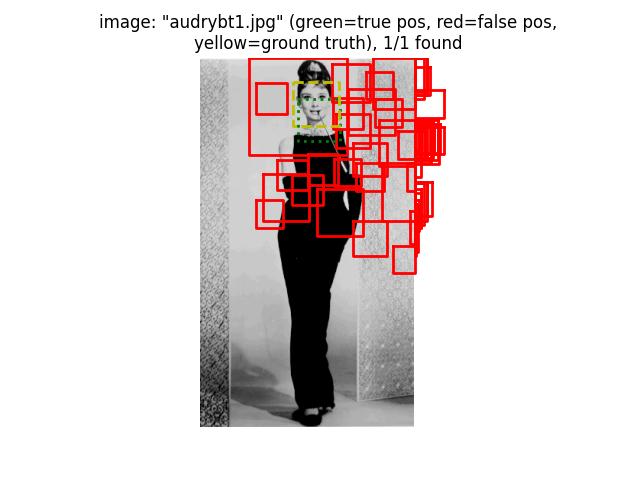 image: "audrybt1.jpg" (green=true pos, red=false pos,
yellow=ground truth), 1/1 found